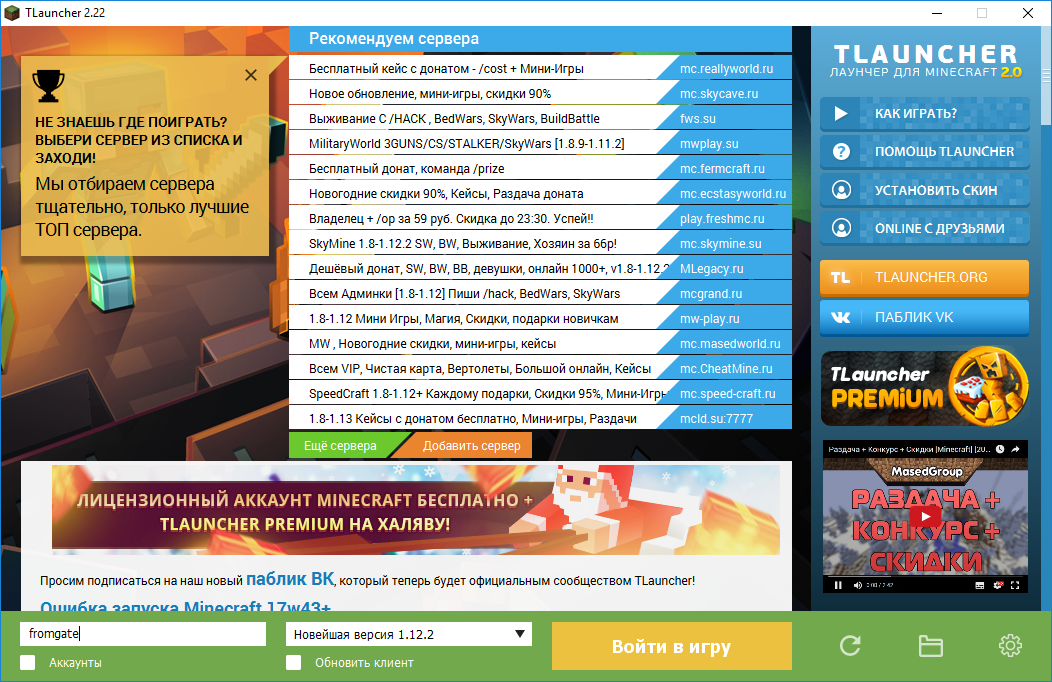 TLauncher 2.22
НЕ ЗНАЕШЬ ГДЕ ПОИГРАТЬ?
ВЫБЕРИ СЕРВЕР ИЗ СПИСКА И
ЗАХОДИ!
Мы отбираем сервера
тщательно, только лучшие
ТОП сервера.
Рекомендуем сервера
Бесплатный кейс с донатом - /cost + Мини-Игры mc.reallyworld.ru
Новое обновление, мини-игры, скидки 90% mc.skycave.ru
Выживание С /HACK , BedWars, SkyWars, BuildBattle fws.su
MilitaryWorld 3GUNS/CS/STALKER/SkyWars [1.8.9-1.11.2] mwplay.su
Бесплатный донат, команда /prize mc.fermcraft.ru
Новогодние скидки 90%, Кейсы, Раздача доната mc.ecstasyworld.ru
Владелец + /op за 59 руб. Скидка до 23:30. Успей!! play.freshmc.ru
SkyMine 1.8-1.12.2 SW, BW, Выживание, Хозяин за 66р! mc.skymine.su
Дешёвый донат, SW, BW, BB, девушки, онлайн 1000+, v1.8-1.12.2 MLegacy.ru
Всем Админки [1.8-1.12] Пиши /hack, BedWars, SkyWars mcgrand.ru
1.8-1.12 Мини Игры, Магия, Скидки, подарки новичкам mw-play.ru
MW , Новогодние скидки, мини-игры, кейсы mc.masedworld.ru
Всем VIP, Чистая карта, Вертолеты, Большой онлайн, Кейсы mc.CheatMine.ru
SpeedCraft 1.8-1.12+ Каждому подарки, Скидки 95%, Мини-Игры mc.speed-craft.ru
1.8-1.13 Кейсы с донатом бесплатно, Мини-игры, Раздачи mcld.su:7777
Ещё сервера Добавить сервер
ЛИЦЕНЗИОННЫЙ АККАУНТ MINECRAFT БЕСПЛАТНО +
TLAUNCHER PREMIUM НА ХАЛЯВУ!
Просим подписаться на наш новый паблик ВК, который теперь будет официальным сообществом TLauncher!
Ошибка запуска Minecraft 17w43+
TLAUNCHER
ЛАУНЧЕР ДЛЯ MINECRAFT 2.0
КАК ИГРАТЬ?
ПОМОЩЬ TLAUNCHER
УСТАНОВИТЬ СКИН
ONLINE С ДРУЗЬЯМИ
TL TLAUNCHER.ORG
ПАБЛИК VK
TLauncher
PREMIUM
Раздача + Конкурс + Скидки [Minecraft] [2U...
MasedGroup
РАЗДАЧА +
КОНКУРС +
СКИДКИ
0:00 / 2:42
fromgate
Новейшая версия 1.12.2
Войти в игру
Аккаунты
Обновить клиент